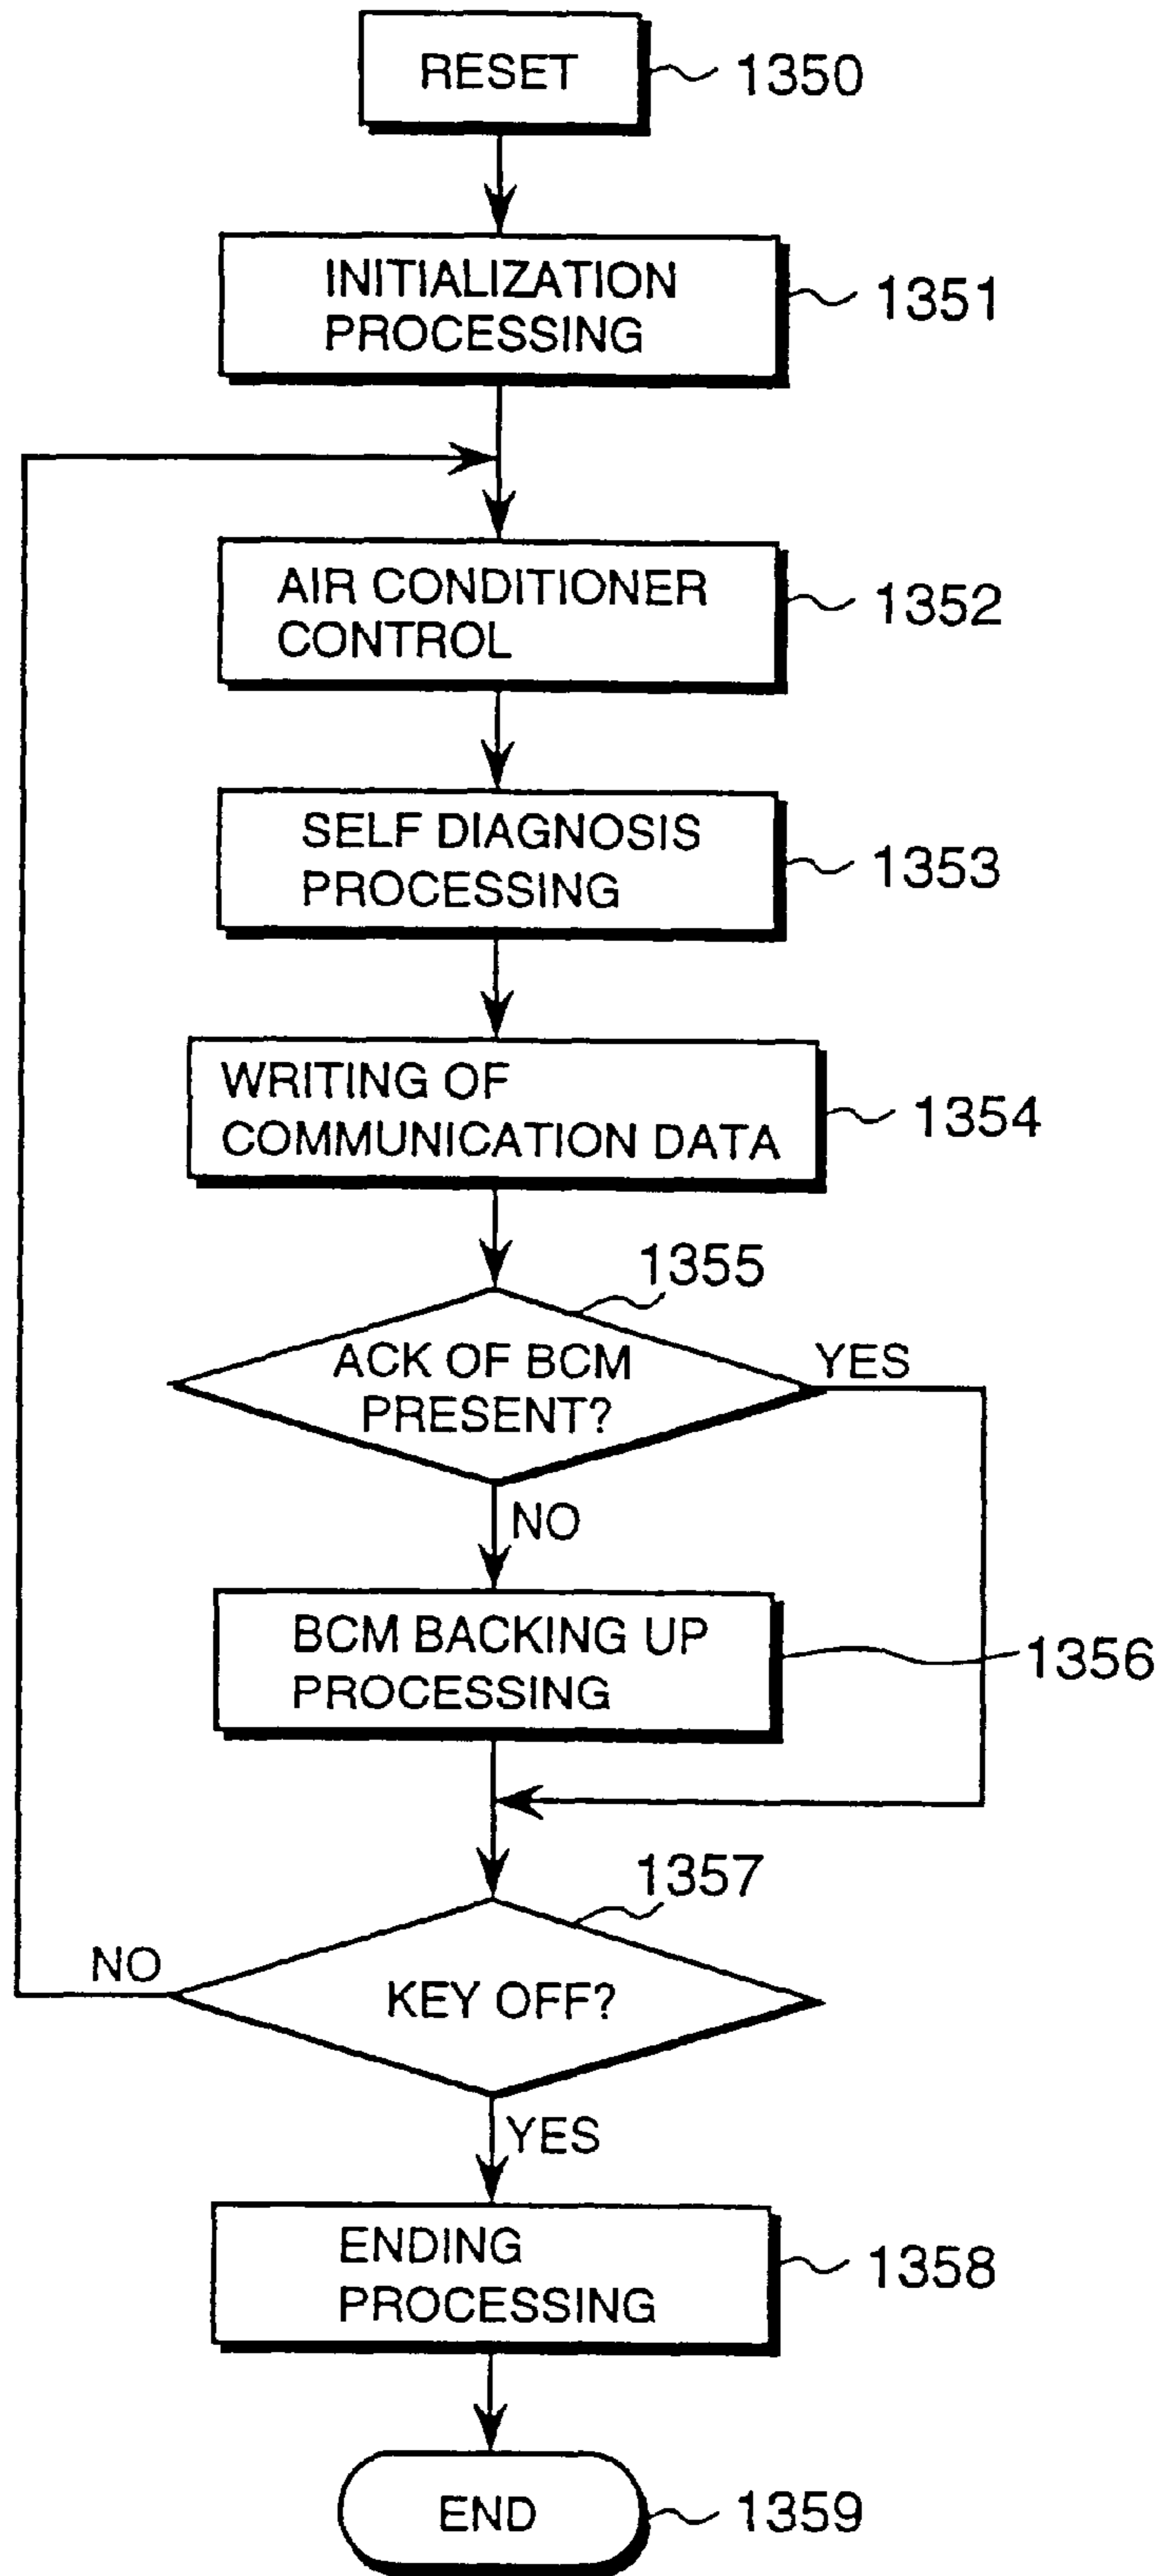 RESET
1350
INITIALIZATION
PROCESSING
1351
AIR CONDITIONER
CONTROL
1352
SELF DIAGNOSIS
PROCESSING
1353
WRITING OF
COMMUNICATION DATA
1354
1355
ACK OF BCM
PRESENT?
YES
NO
BCM BACKING UP
PROCESSING
1356
1357
NO
KEY OFF?
YES
ENDING
PROCESSING
1358
END
1359